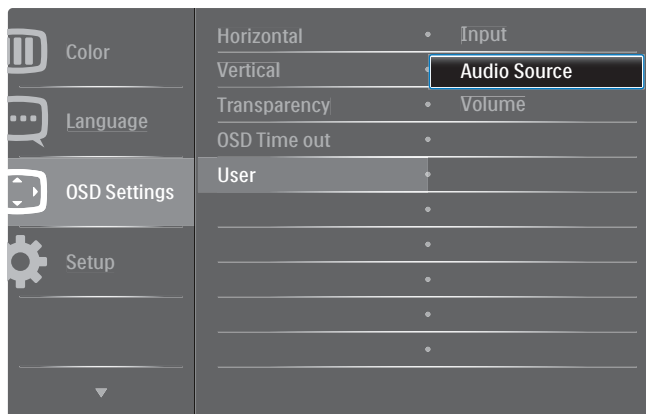 Color
Language
OSD Settings
Setup
Horizontal
Vertical
Transparency
OSD Time out
User
Input
Audio Source
Volume